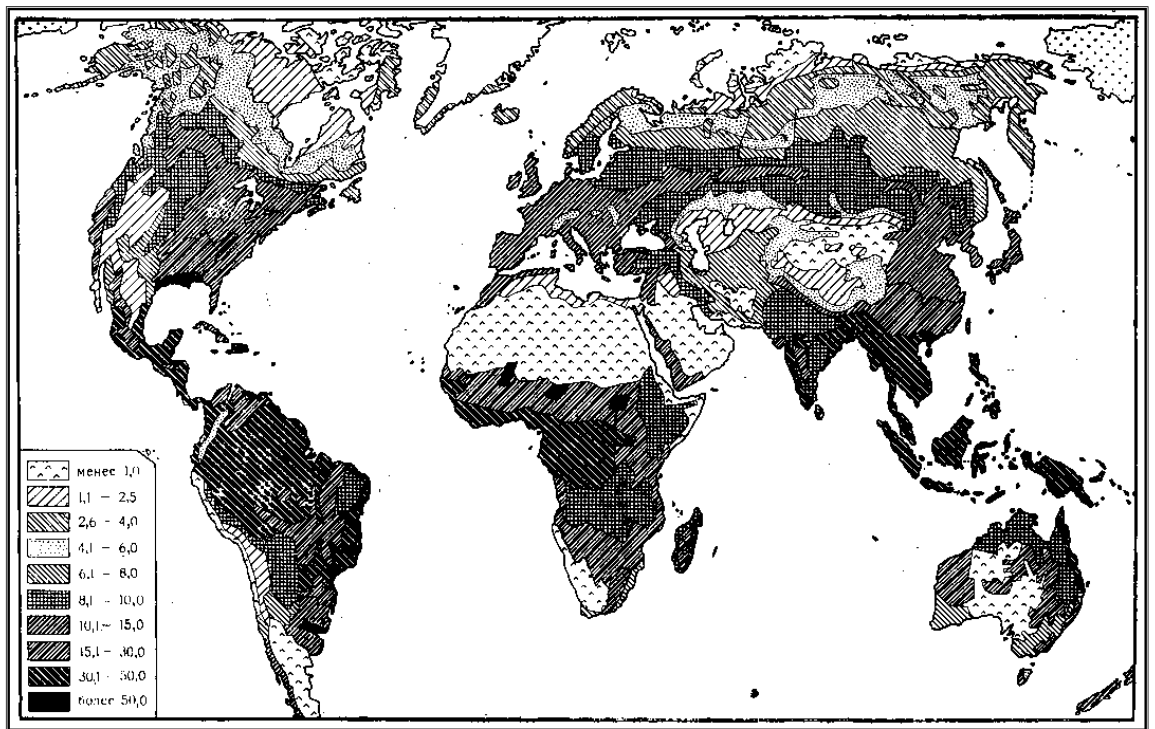 менее 1,0
1,1 – 2,5
2,6 – 4,0
4,1 – 6,0
6,1 – 8,0
8,1 – 10,0
10,1 – 15,0
15,1 – 30,0
30,1 – 50,0
более 50,0